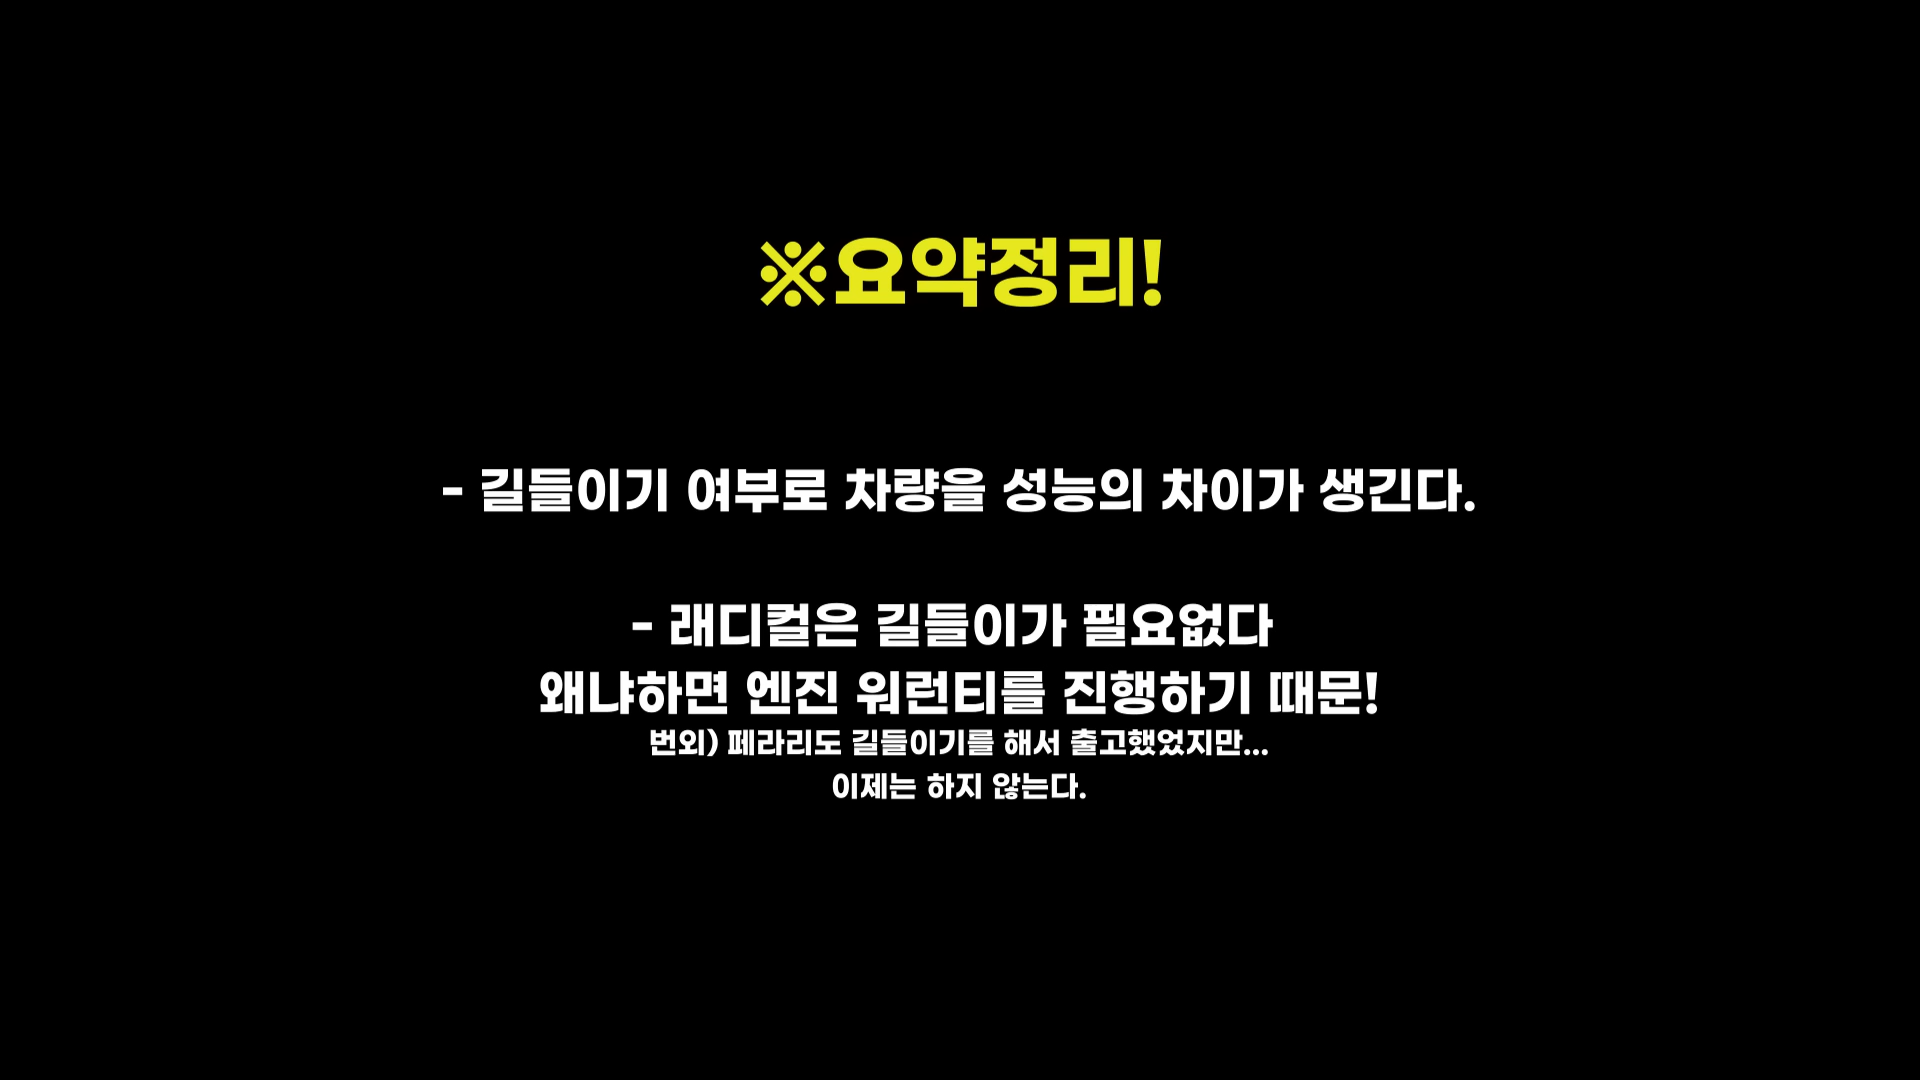 ※요약정리!
- 길들이기 여부로 차량을 성능의 차이가 생긴다.
- 래디컬은 길들이가 필요없다
왜냐하면 엔진 워런티를 진행하기 때문!
번외) 페라리도 길들이기를 해서 출고했었지만...
이제는 하지 않는다.